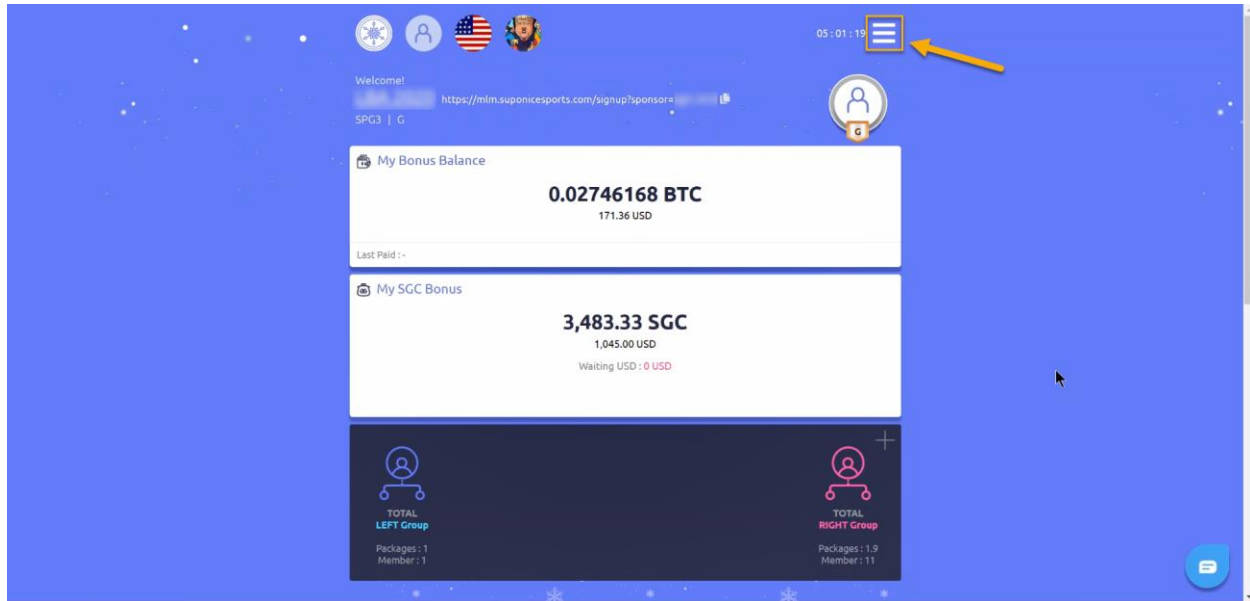 05 : 01 : 19
Welcome!
https://mlm.suponicesports.com/signup?sponsor=
SPG3 | G
G
My Bonus Balance
0.02746168 BTC
171.36 USD
Last Paid : -
My SGC Bonus
3,483.33 SGC
1,045.00 USD
Waiting USD : 0 USD
TOTAL
LEFT Group
Packages : 1
Member : 1
TOTAL
RIGHT Group
Packages : 1.9
Member : 11